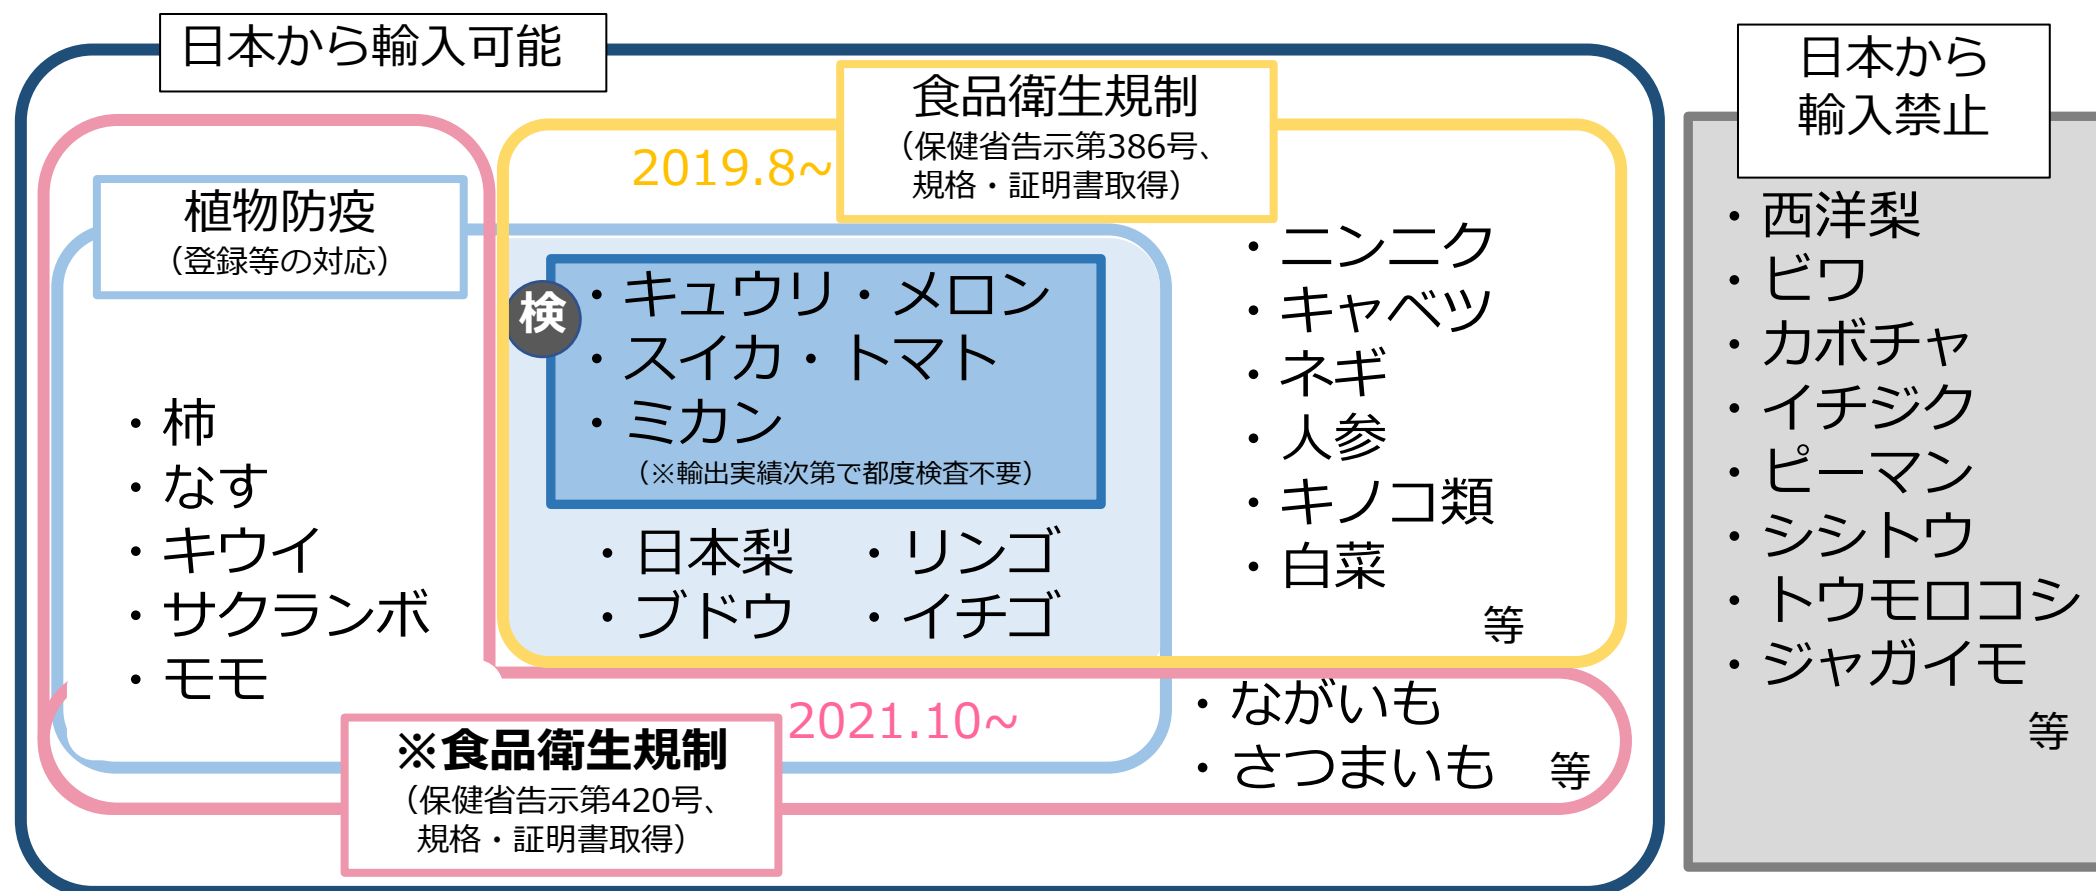 日本から輸入可能
食品衛生規制
（保健省告示第386号、
規格・証明書取得）
2019.8~
植物防疫
（登録等の対応）
検
・キュウリ・メロン
・スイカ・トマト
・ミカン
（※輸出実績次第で都度検査不要）
・日本梨　・リンゴ
・ブドウ　・イチゴ
・ニンニク
・キャベツ
・ネギ
・人参
・キノコ類
・白菜
等
・柿
・なす
・キウイ
・サクランボ
・モモ
2021.10~
※食品衛生規制
（保健省告示第420号、
規格・証明書取得）
・ながいも
・さつまいも　等
日本から
輸入禁止
・西洋梨
・ビワ
・カボチャ
・イチジク
・ピーマン
・シシトウ
・トウモロコシ
・ジャガイモ
等